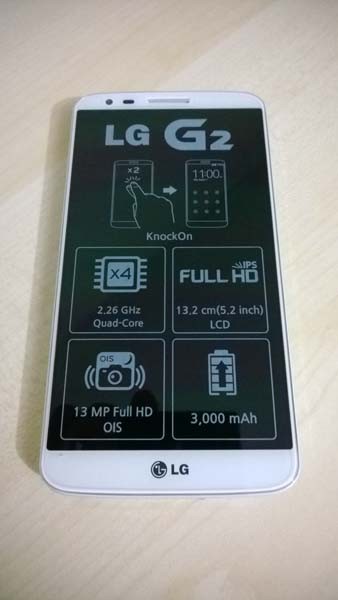 LG G2
x2
11:00
KnockOn
X4
2.26 GHz
Quad-Core
IPS
FULL HD
13.2 cm(5.2 inch)
LCD
OIS
13 MP Full HD
OIS
3,000 mAh
LG